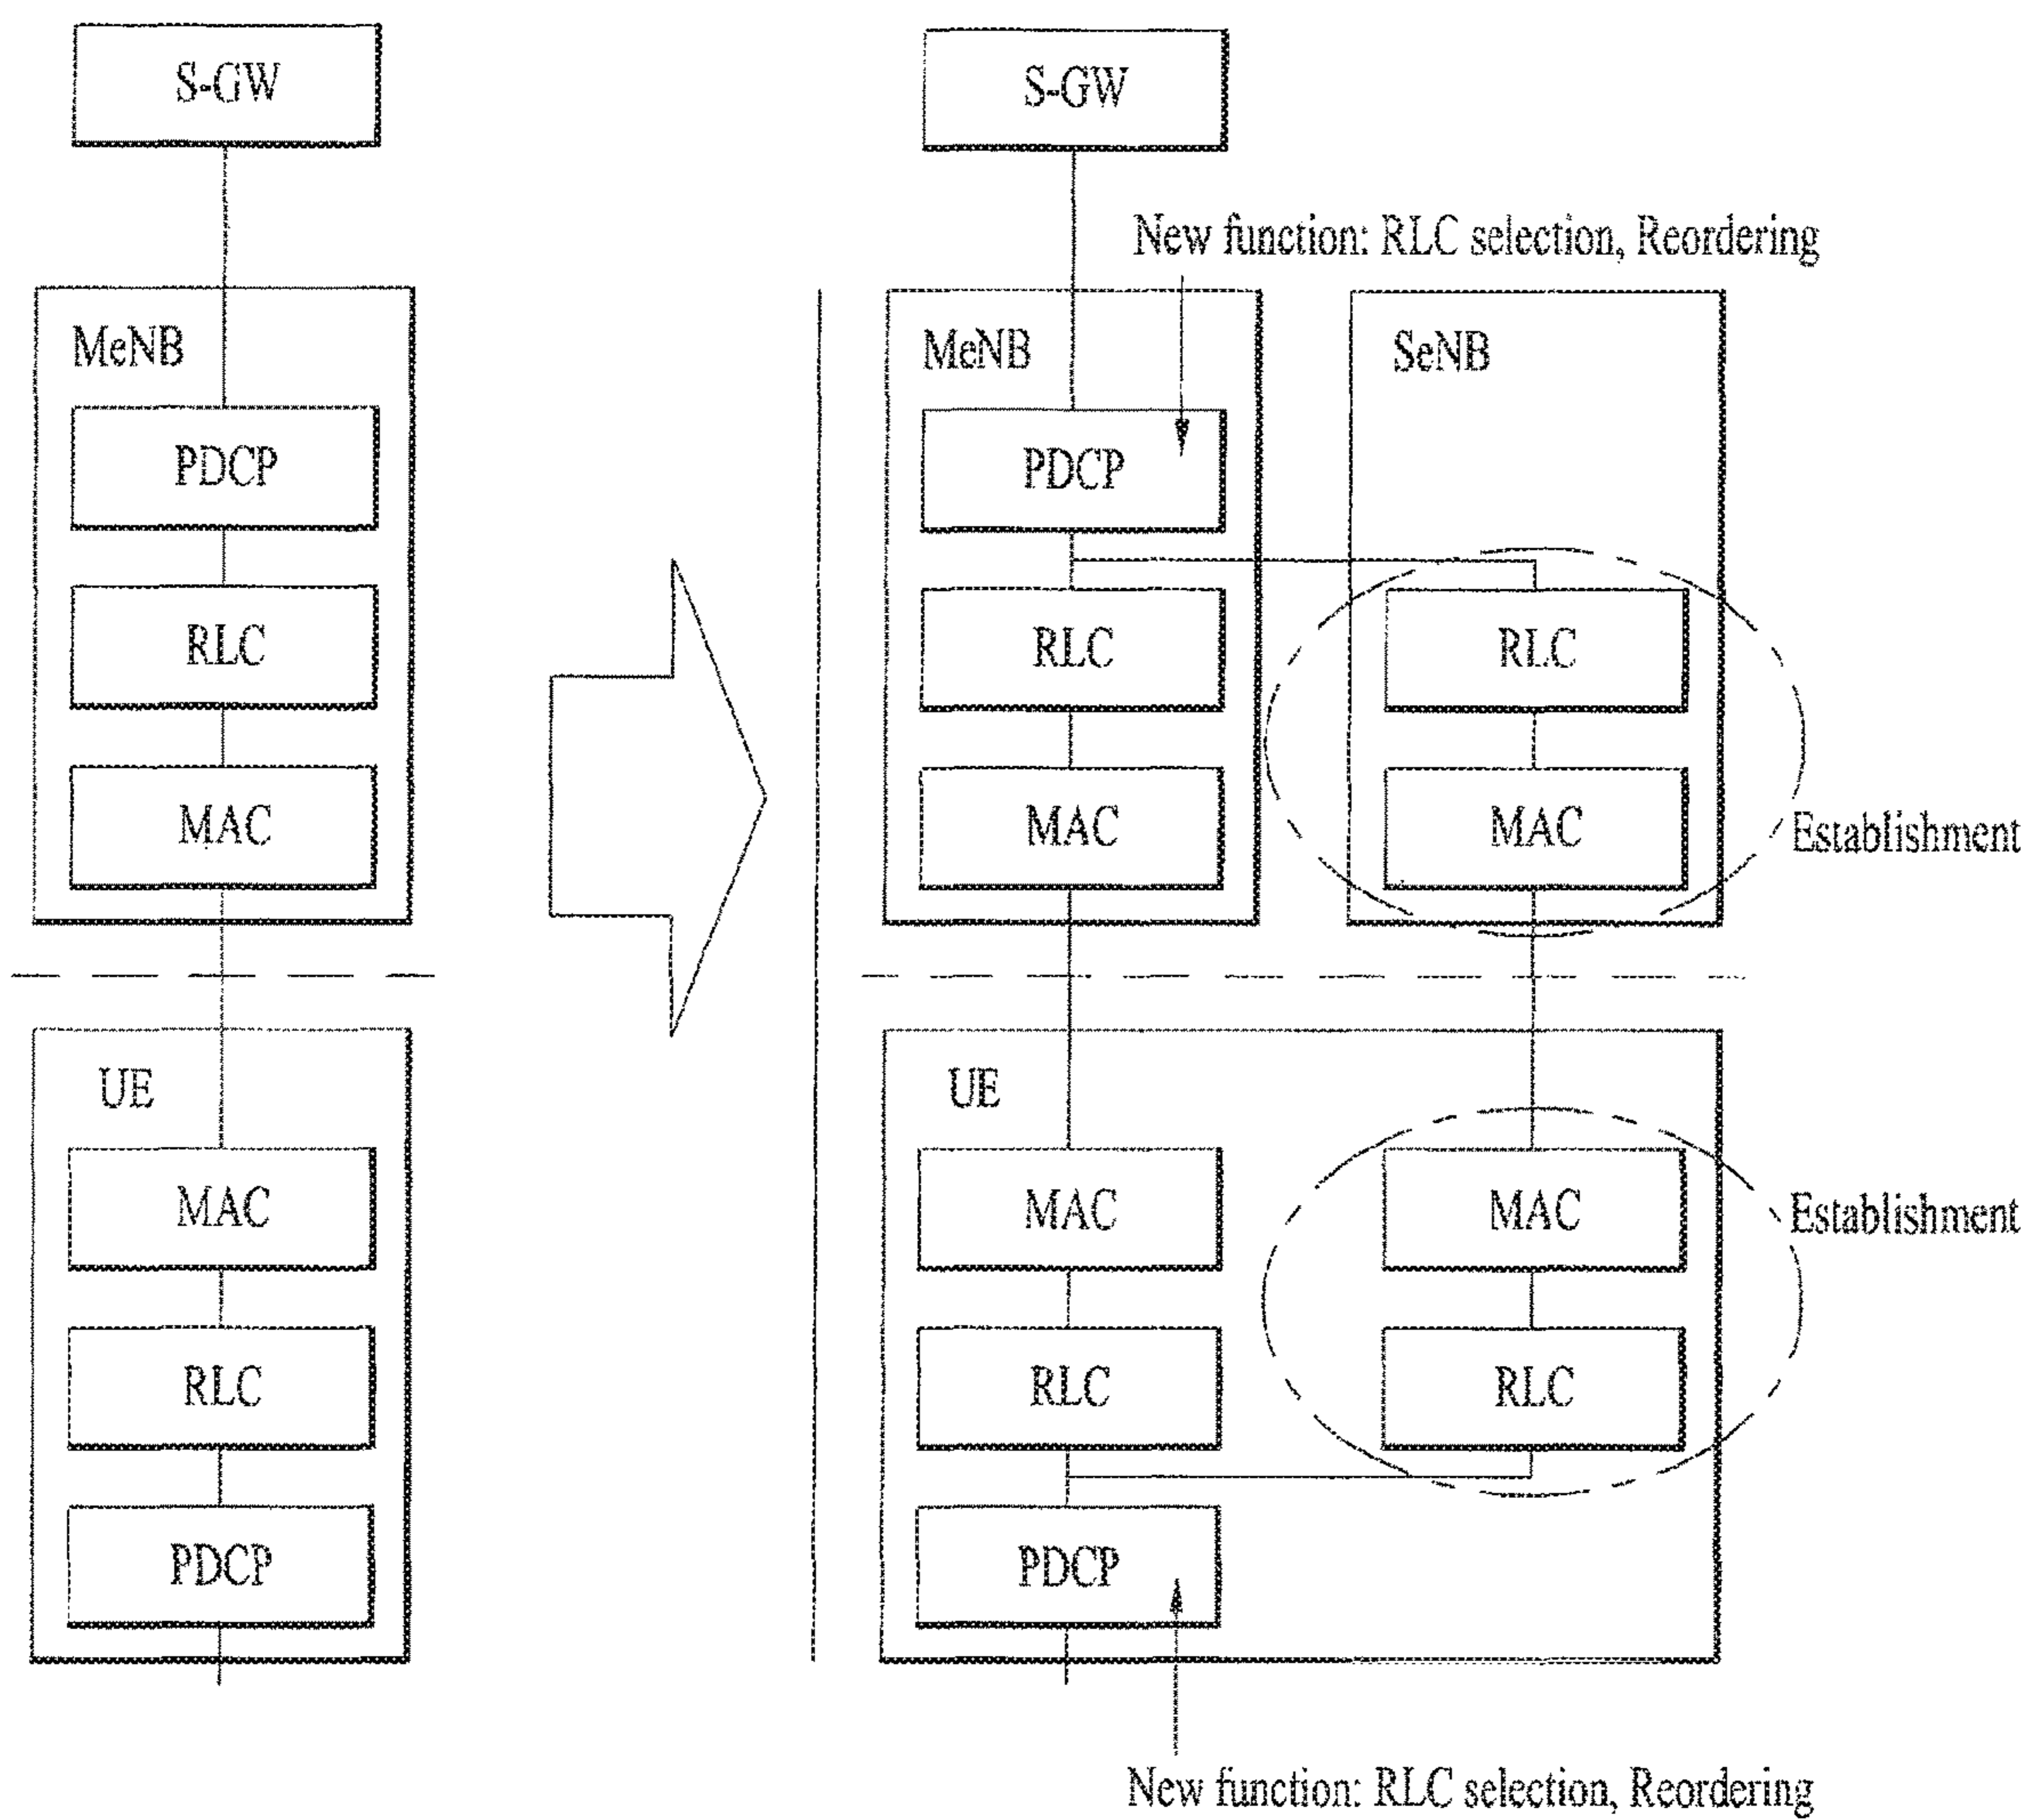 S-GW
MeNB
PDCP
RLC
MAC
UE
MAC
RLC
PDCP
S-GW
New function: RLC selection, Reordering
MeNB
PDCP
RLC
MAC
SeNB
RLC
MAC
Establishment
UE
MAC
RLC
PDCP
MAC
RLC
Establishment
New function: RLC selection, Reordering